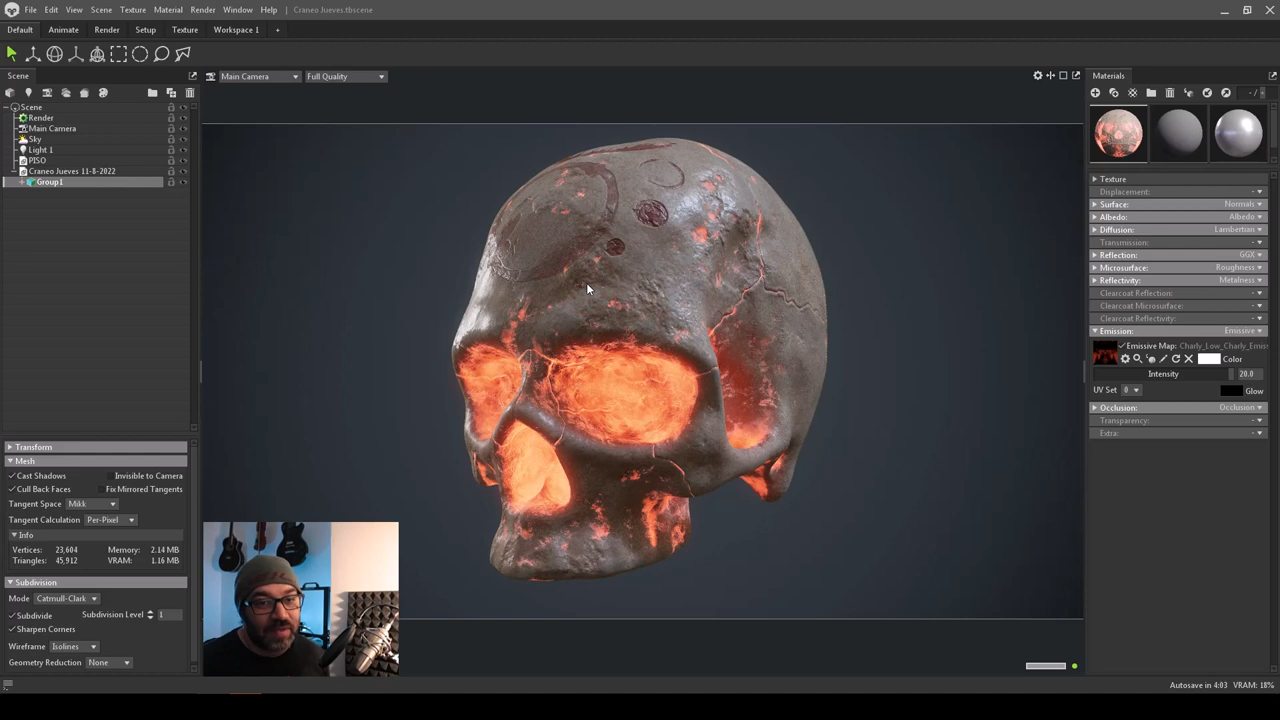 File Edit View Scene Texture Material Render Window Help Craneo Jueves.tbscene
Default Animate Render Setup Texture Workspace 1 +
Scene
Main Camera Full Quality
Materials
- /
Scene
Render
Main Camera
Sky
Light 1
PISO
Craneo Jueves 11-8-2022
Group1
Texture
Displacement: -
Surface: Normals
Albedo: Albedo
Diffusion: Lambertian
Transmission: -
Reflection: GGX
Microsurface: Roughness
Reflectivity: Metalness
Clearcoat Reflection: -
Clearcoat Microsurface: -
Clearcoat Reflectivity: -
Emission: Emissive
Emissive Map: Charly_Low_Charly_Emiss
Color
Intensity 20.0
UV Set 0 Glow
Occlusion: Occlusion
Transparency: -
Extra: -
Transform
Mesh
Cast Shadows Invisible to Camera
Cull Back Faces Fix Mirrored Tangents
Tangent Space Mikk
Tangent Calculation Per-Pixel
Info
Vertices: 23,604 Memory: 2.14 MB
Triangles: 45,912 VRAM: 1.16 MB
Subdivision
Mode Catmull-Clark
Subdivide Subdivision Level 1
Sharpen Corners
Wireframe Isolines
Geometry Reduction None
Autosave in 4:03 VRAM: 18%